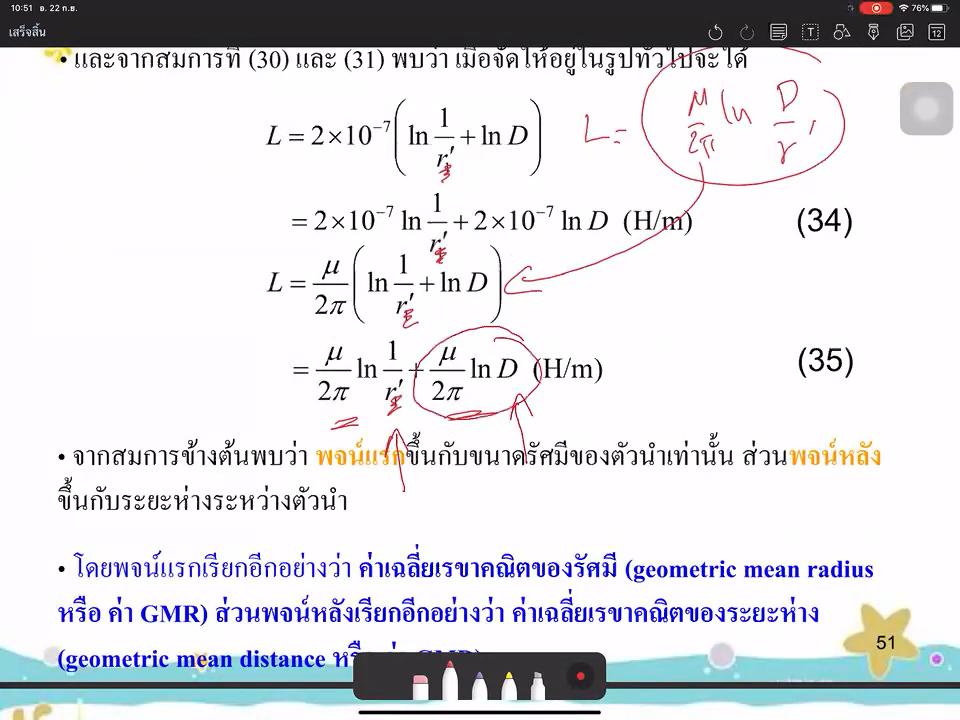 10:51 อ. 22 ก.ย. 76%
เสร็จสิ้น
• และจากสมการที่ (30) และ (31) พบว่า เมื่อจัดให้อยู่ในรูปทั่วไปจะได้
L = 2×10⁻⁷ ( ln 1/r′ + ln D ) L = μ/2π ln D/r′
= 2×10⁻⁷ ln 1/r′ + 2×10⁻⁷ ln D (H/m) (34)
L = μ/2π ( ln 1/r′ + ln D )
= μ/2π ln 1/r′ + μ/2π ln D (H/m) (35)
• จากสมการข้างต้นพบว่า พจน์แรกขึ้นกับขนาดรัศมีของตัวนำเท่านั้น ส่วนพจน์หลัง
ขึ้นกับระยะห่างระหว่างตัวนำ
• โดยพจน์แรกเรียกอีกอย่างว่า ค่าเฉลี่ยเรขาคณิตของรัศมี (geometric mean radius
หรือ ค่า GMR) ส่วนพจน์หลังเรียกอีกอย่างว่า ค่าเฉลี่ยเรขาคณิตของระยะห่าง
(geometric mean distance
51